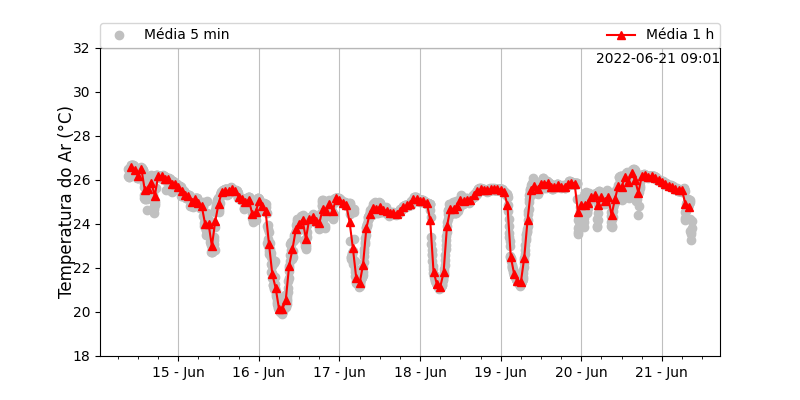 Média 5 min
Média 1 h
2022-06-21 09:01
Temperatura do Ar (°C)
32
30
28
26
24
22
20
18
15 - Jun
16 - Jun
17 - Jun
18 - Jun
19 - Jun
20 - Jun
21 - Jun